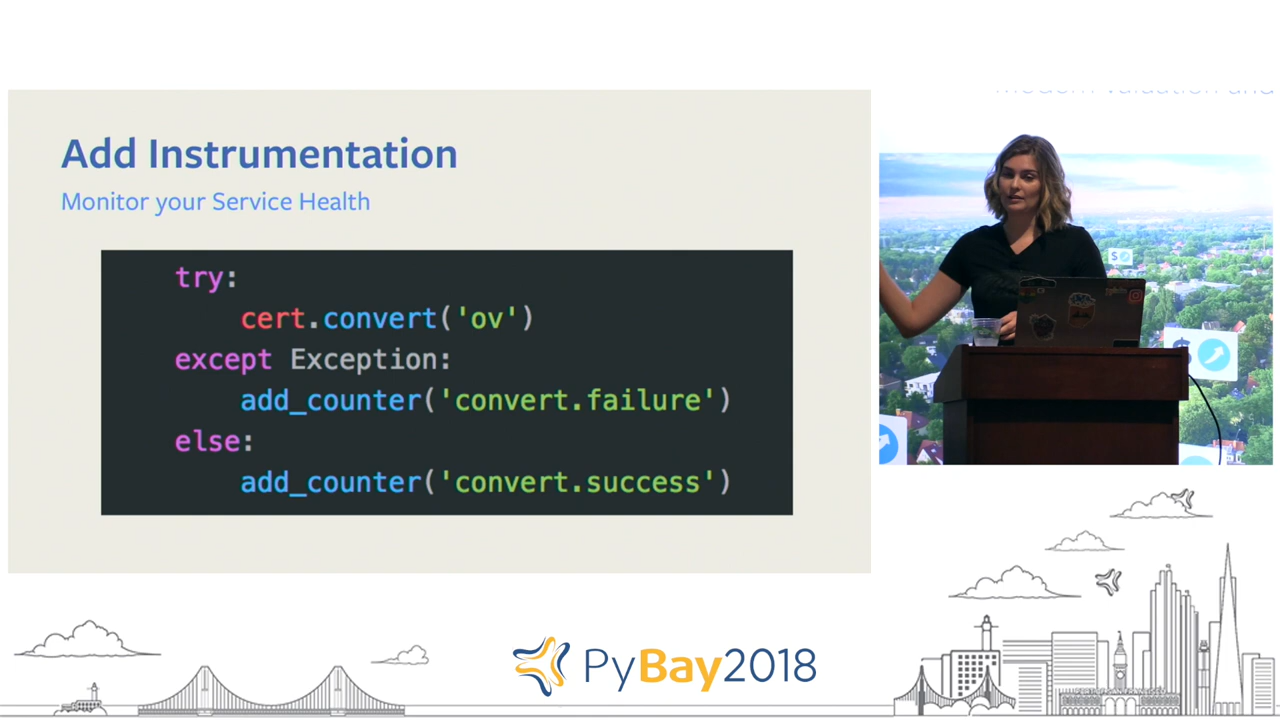 Add Instrumentation
Monitor your Service Health
try:
cert.convert('ov')
except Exception:
add_counter('convert.failure')
else:
add_counter('convert.success')
PyBay2018